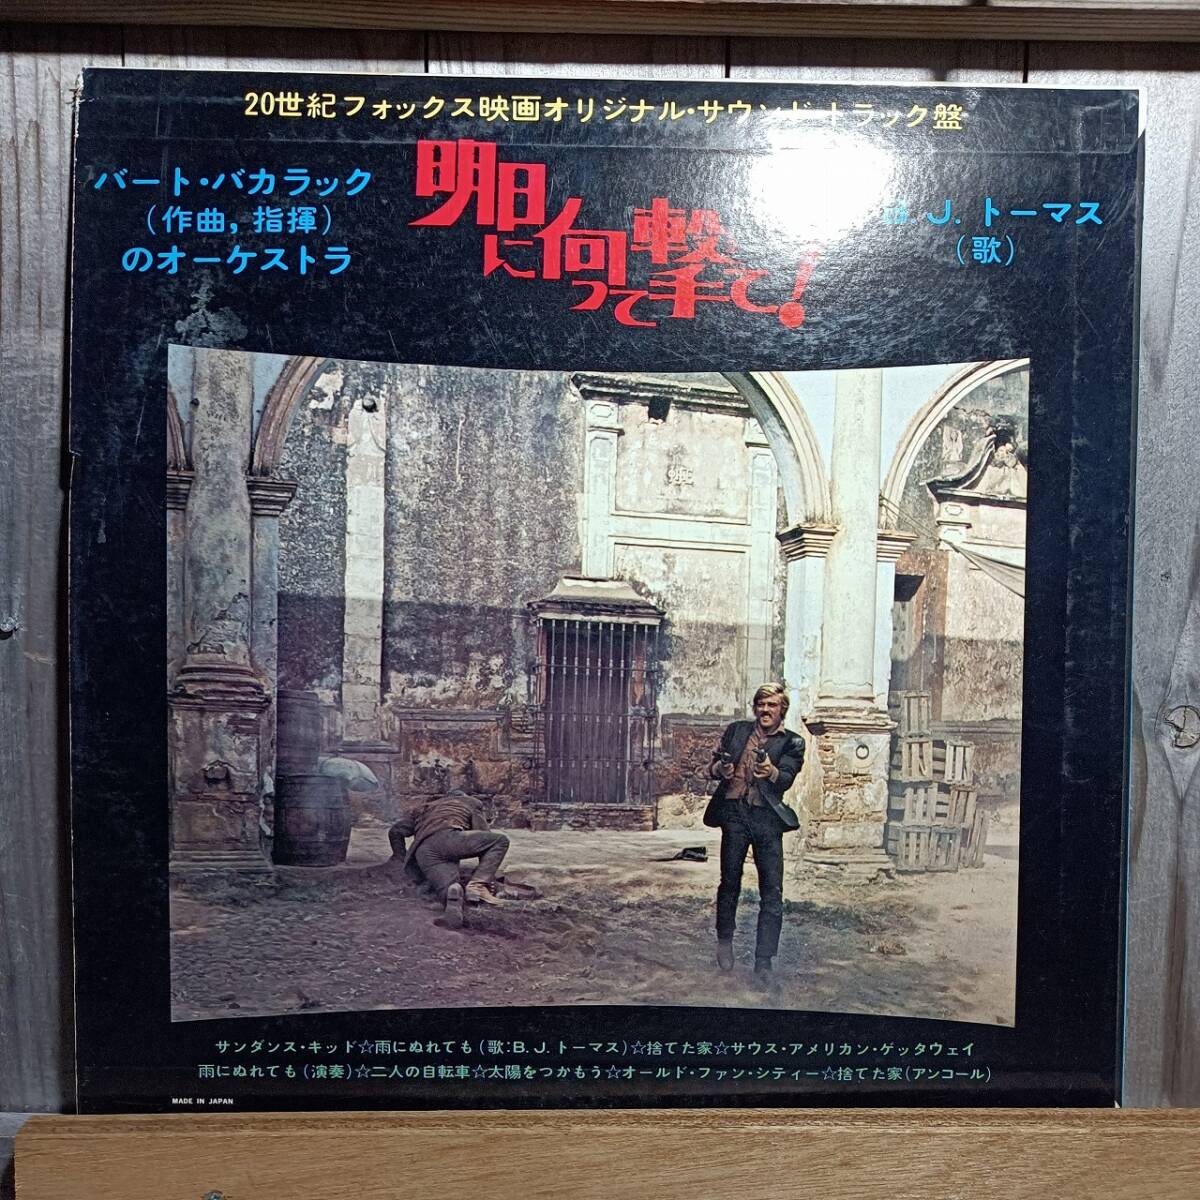 20世紀フォックス映画オリジナル・サウンド・トラック盤
バート・バカラック
(作曲,指揮)
のオーケストラ
明日に向って撃て!
B. J. トーマス
(歌)
サンダンス・キッド☆雨にぬれても(歌:B. J. トーマス)☆捨てた家☆サウス・アメリカン・ゲッタウェイ
雨にぬれても(演奏)☆二人の自転車☆太陽をつかもう☆オールド・ファン・シティー☆捨てた家(アンコール)
MADE IN JAPAN